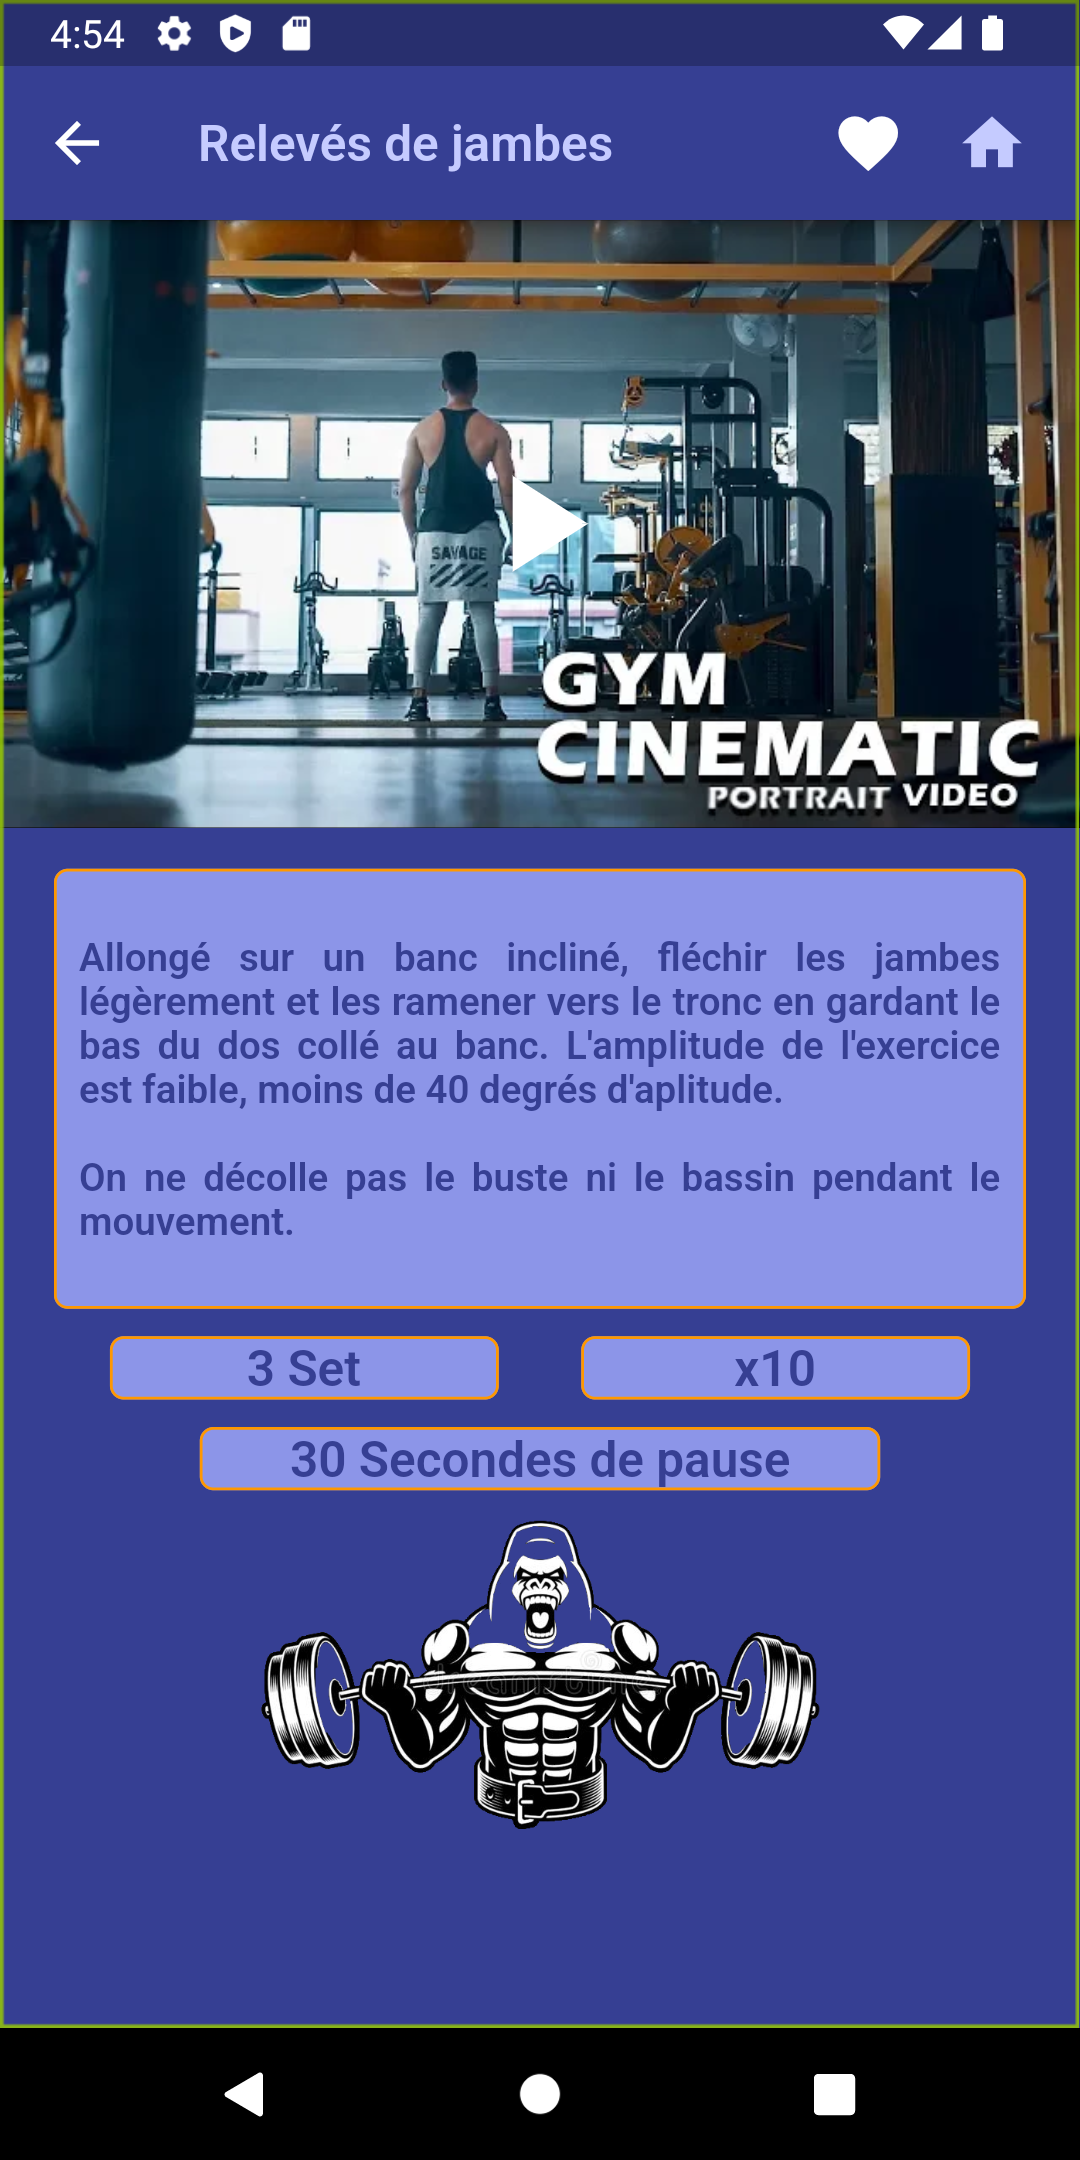 4:54
Relevés de jambes
SAVAGE
GYM
CINEMATIC
PORTRAIT VIDEO
Allongé sur un banc incliné, fléchir les jambes
légèrement et les ramener vers le tronc en gardant le
bas du dos collé au banc. L'amplitude de l'exercice
est faible, moins de 40 degrés d'aplitude.
On ne décolle pas le buste ni le bassin pendant le
mouvement.
3 Set
x10
30 Secondes de pause